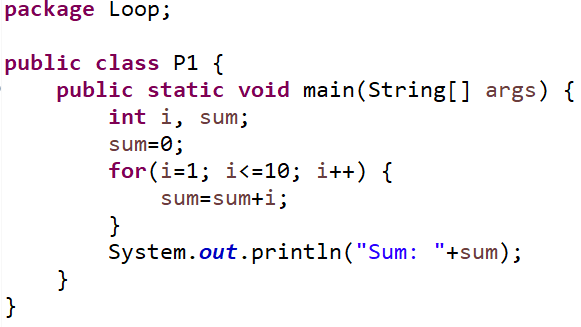 package Loop;
public class P1 {
public static void main(String[] args) {
int i, sum;
sum=0;
for(i=1; i<=10; i++) {
sum=sum+i;
}
System.out.println("Sum: "+sum);
}
}